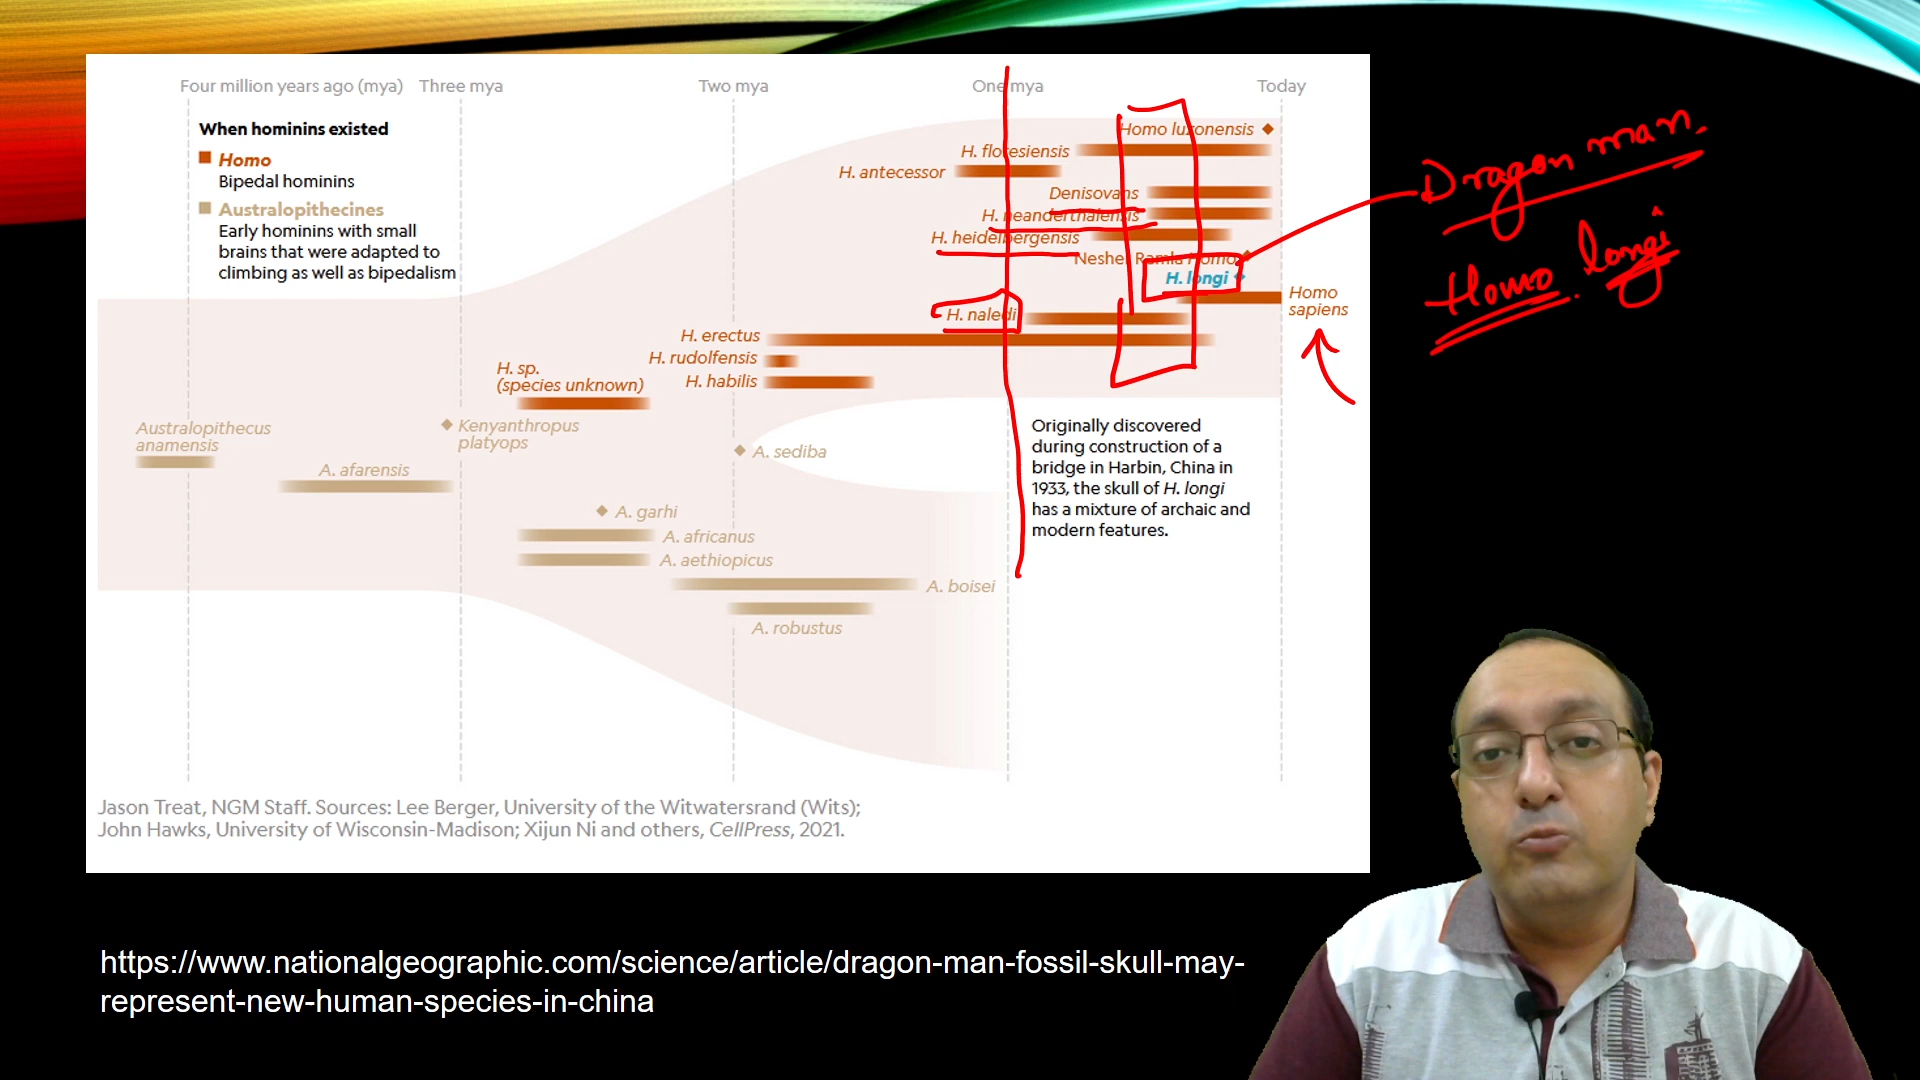 Four million years ago (mya) Three mya Two mya One mya Today
When hominins existed
Homo
Bipedal hominins
Australopithecines
Early hominins with small
brains that were adapted to
climbing as well as bipedalism
Homo luzonensis
H. floresiensis
H. antecessor
Denisovans
H. neanderthalensis
H. heidelbergensis
Nesher Ramla Homo
H. longi
Homo
sapiens
H. naledi
H. erectus
H. rudolfensis
H. habilis
H. sp.
(species unknown)
Australopithecus
anamensis
Kenyanthropus
platyops
A. afarensis
A. sediba
A. garhi
A. africanus
A. aethiopicus
A. boisei
A. robustus
Originally discovered
during construction of a
bridge in Harbin, China in
1933, the skull of H. longi
has a mixture of archaic and
modern features.
Dragon man.
Homo. longi
Jason Treat, NGM Staff. Sources: Lee Berger, University of the Witwatersrand (Wits);
John Hawks, University of Wisconsin-Madison; Xijun Ni and others, CellPress, 2021.
https://www.nationalgeographic.com/science/article/dragon-man-fossil-skull-may-
represent-new-human-species-in-china